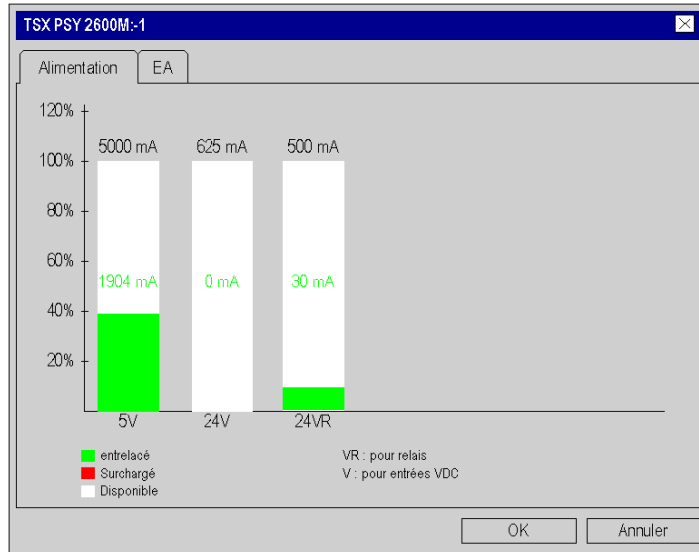 TSX PSY 2600M:-1
Alimentation EA
120%
5000 mA 625 mA 500 mA
100%
80%
60%
1904 mA 0 mA 30 mA
40%
20%
5V 24V 24VR
entrelacé VR : pour relais
Surchargé V : pour entrées VDC
Disponible
OK Annuler